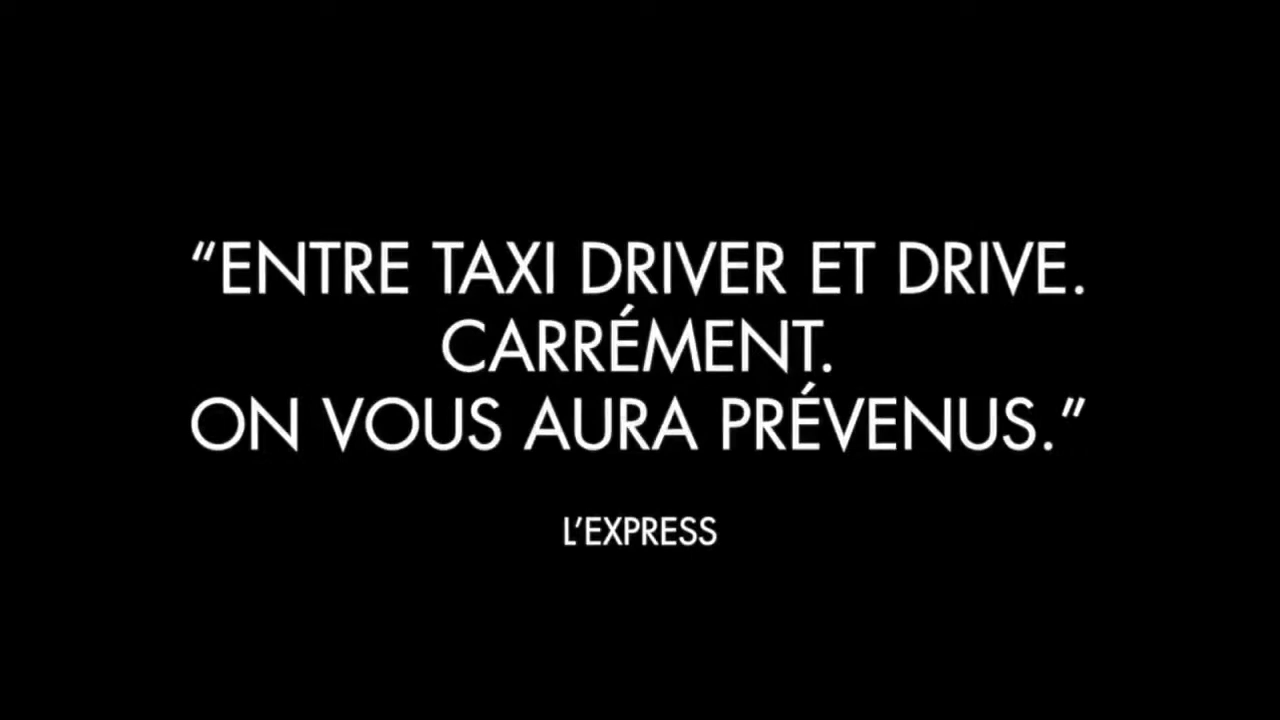 “ENTRE TAXI DRIVER ET DRIVE.
CARRÉMENT.
ON VOUS AURA PRÉVENUS.”
L’EXPRESS